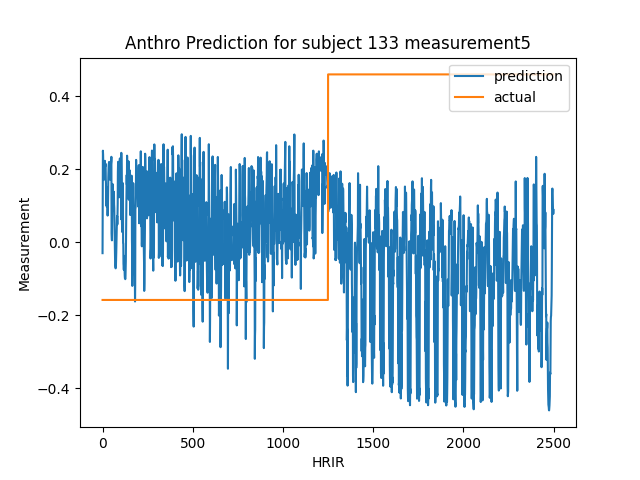 Anthro Prediction for subject 133 measurement5
prediction
actual
Measurement
0.4
0.2
0.0
−0.2
−0.4
0
500
1000
1500
2000
2500
HRIR